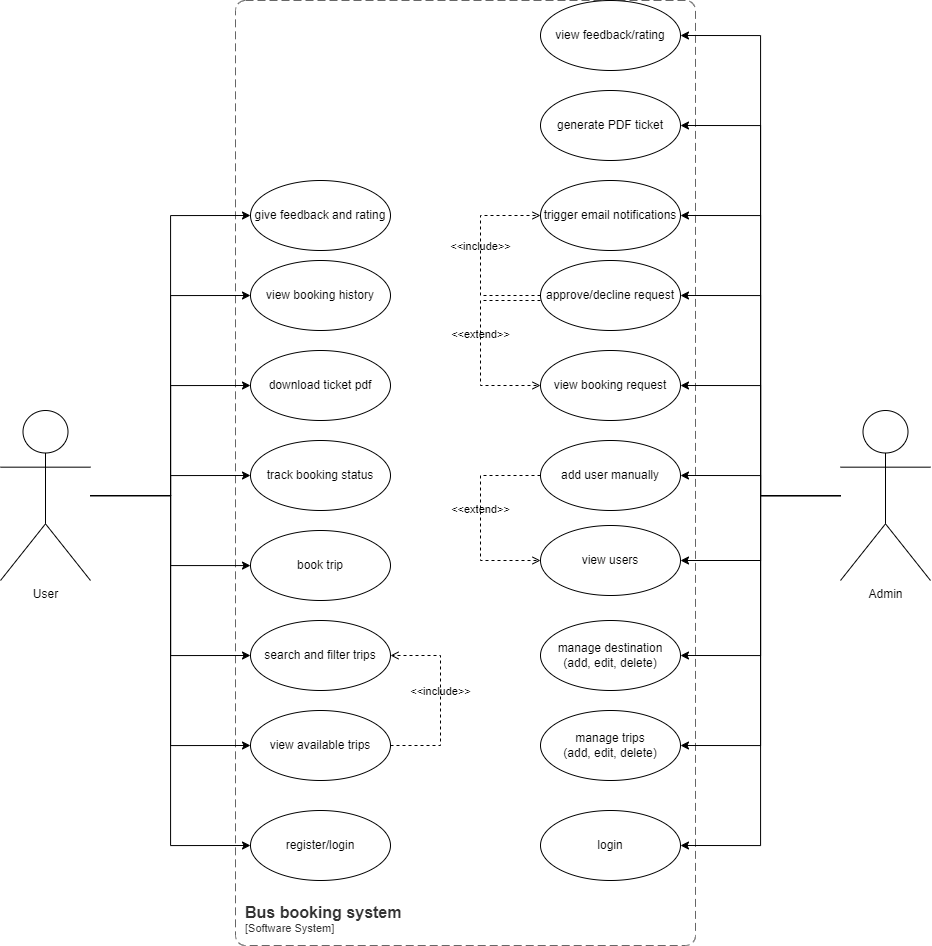 view feedback/rating
generate PDF ticket
give feedback and rating
trigger email notifications
<<include>>
view booking history
approve/decline request
<<extend>>
download ticket pdf
view booking request
track booking status
add user manually
<<extend>>
book trip
view users
User
Admin
search and filter trips
manage destination
(add, edit, delete)
<<include>>
view available trips
manage trips
(add, edit, delete)
register/login
login
Bus booking system
[Software System]